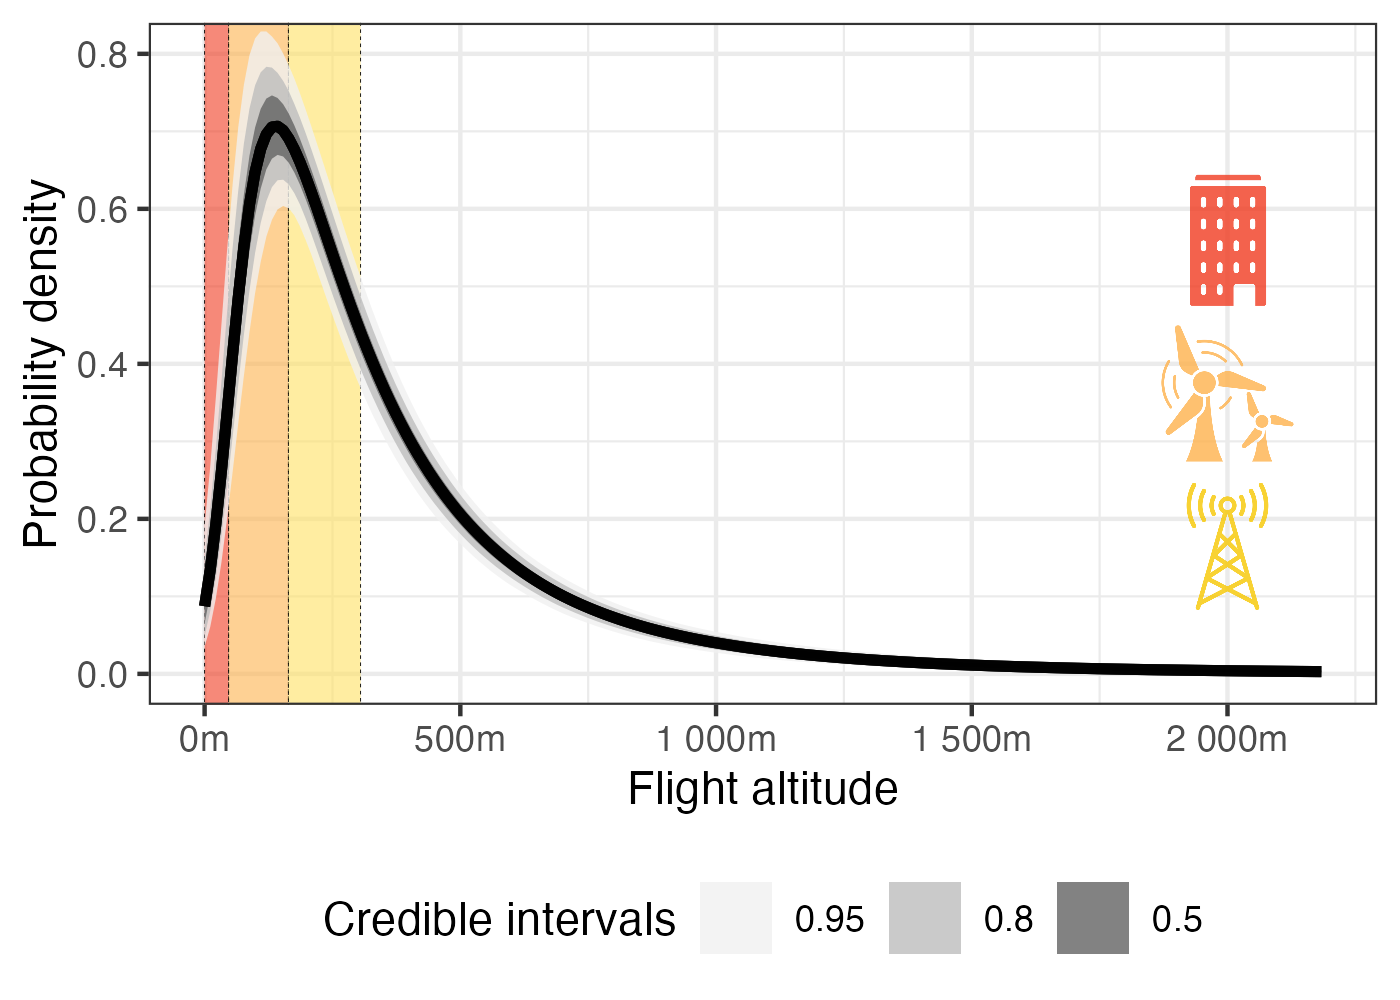 0.8
0.6
0.4
0.2
0.0
Probability density
0m 500m 1 000m 1 500m 2 000m
Flight altitude
Credible intervals 0.95 0.8 0.5